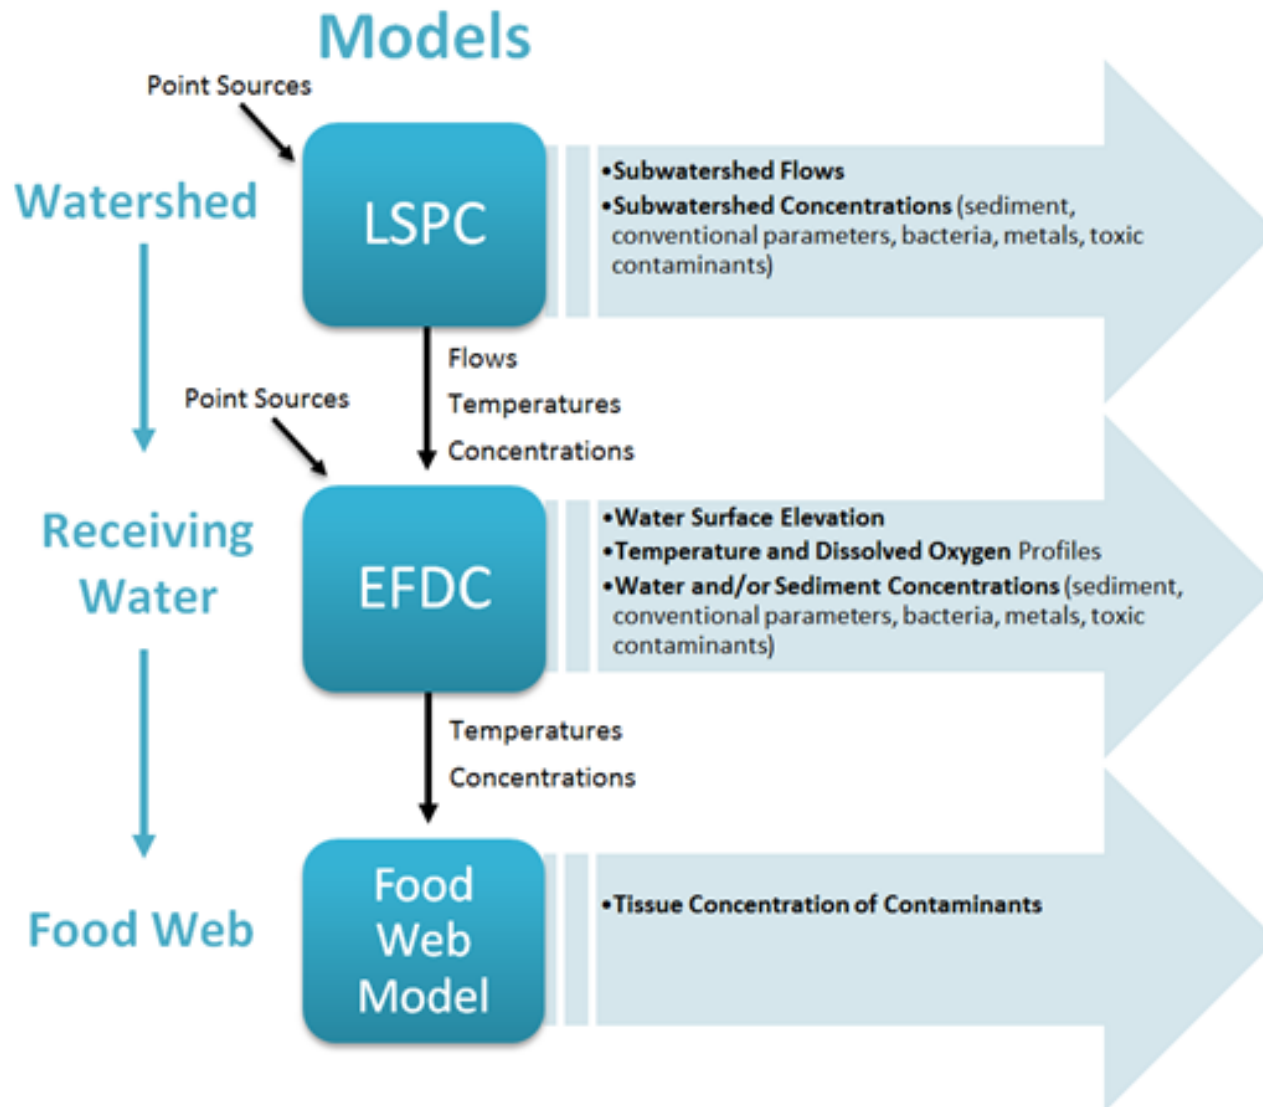 Models
Point Sources
Watershed
LSPC
•Subwatershed Flows
•Subwatershed Concentrations (sediment,
conventional parameters, bacteria, metals, toxic
contaminants)
Flows
Temperatures
Concentrations
Point Sources
Receiving
Water
EFDC
•Water Surface Elevation
•Temperature and Dissolved Oxygen Profiles
•Water and/or Sediment Concentrations (sediment,
conventional parameters, bacteria, metals, toxic
contaminants)
Temperatures
Concentrations
Food Web
Food
Web
Model
•Tissue Concentration of Contaminants